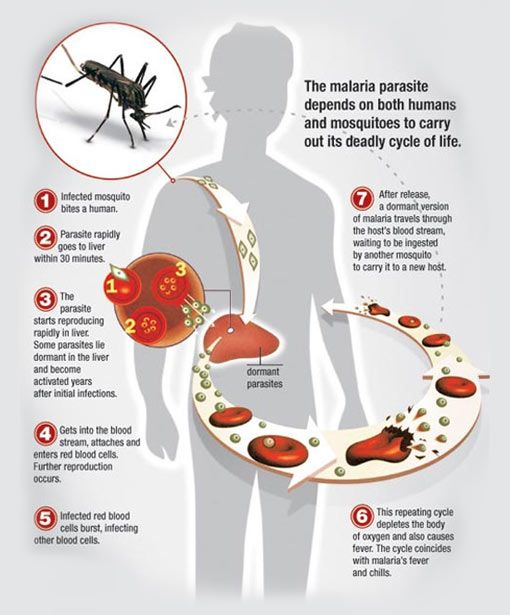 The malaria parasite
depends on both humans
and mosquitoes to carry
out its deadly cycle of life.
1 Infected mosquito
bites a human.
2 Parasite rapidly
goes to liver
within 30 minutes.
3 The
parasite
starts reproducing
rapidly in liver.
Some parasites lie
dormant in the liver
and become
activated years
after initial infections.
4 Gets into the blood
stream, attaches and
enters red blood cells.
Further reproduction
occurs.
5 Infected red blood
cells burst, infecting
other blood cells.
1
3
2
dormant
parasites
7 After release,
a dormant version
of malaria travels through
the host's blood stream,
waiting to be ingested
by another mosquito
to carry it to a new host.
6 This repeating cycle
depletes the body
of oxygen and also causes
fever. The cycle coincides
with malaria's fever
and chills.